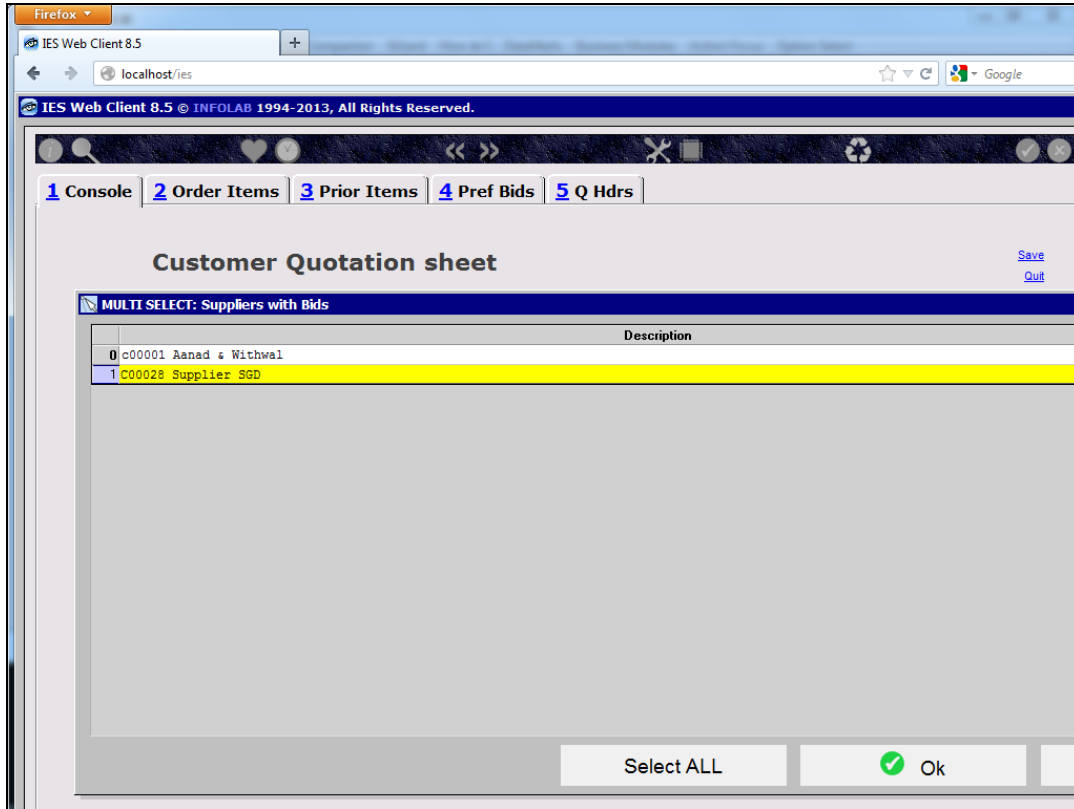 Firefox
IES Web Client 8.5
+
localhost/ies
Google
IES Web Client 8.5 © INFOLAB 1994-2013, All Rights Reserved.
1 Console 2 Order Items 3 Prior Items 4 Pref Bids 5 Q Hdrs
Customer Quotation sheet
Save
Quit
MULTI SELECT: Suppliers with Bids
Description
0 c00001 Aanad & Withwal
1 C00028 Supplier SGD
Select ALL
Ok